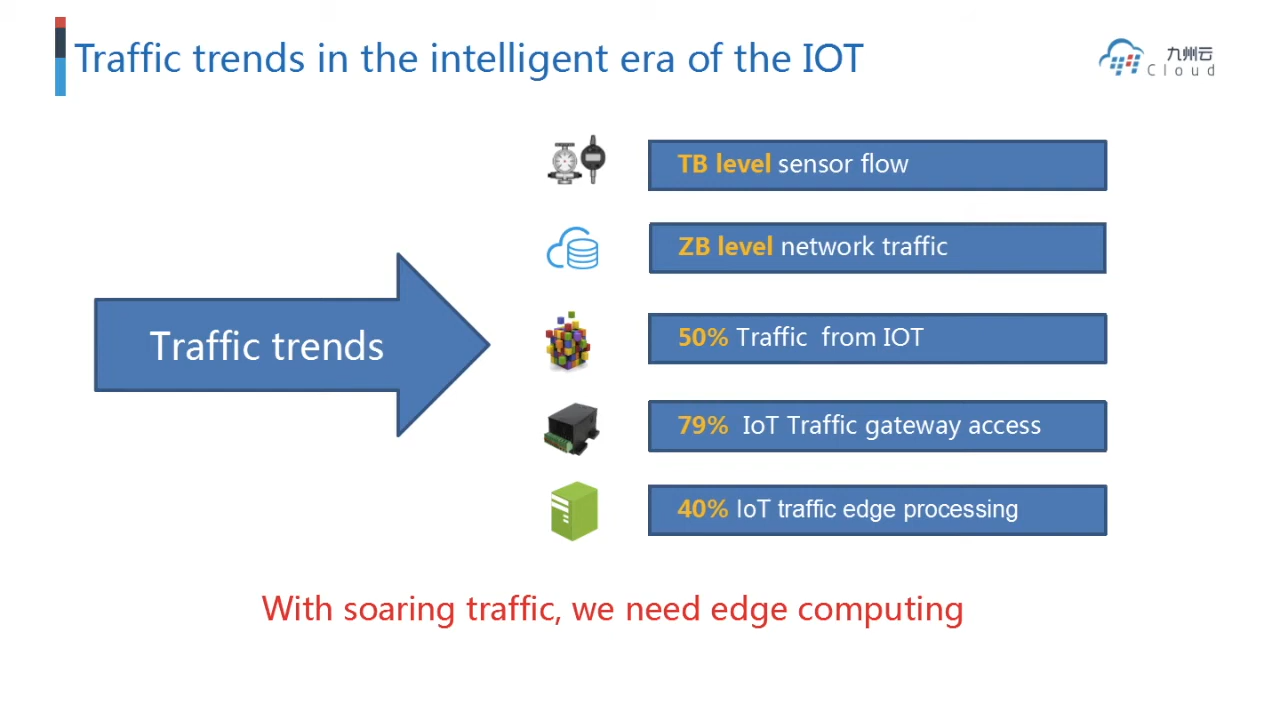 Traffic trends in the intelligent era of the IOT
九州云
Cloud
Traffic trends
TB level sensor flow
ZB level network traffic
50% Traffic from IOT
79% IoT Traffic gateway access
40% IoT traffic edge processing
With soaring traffic, we need edge computing